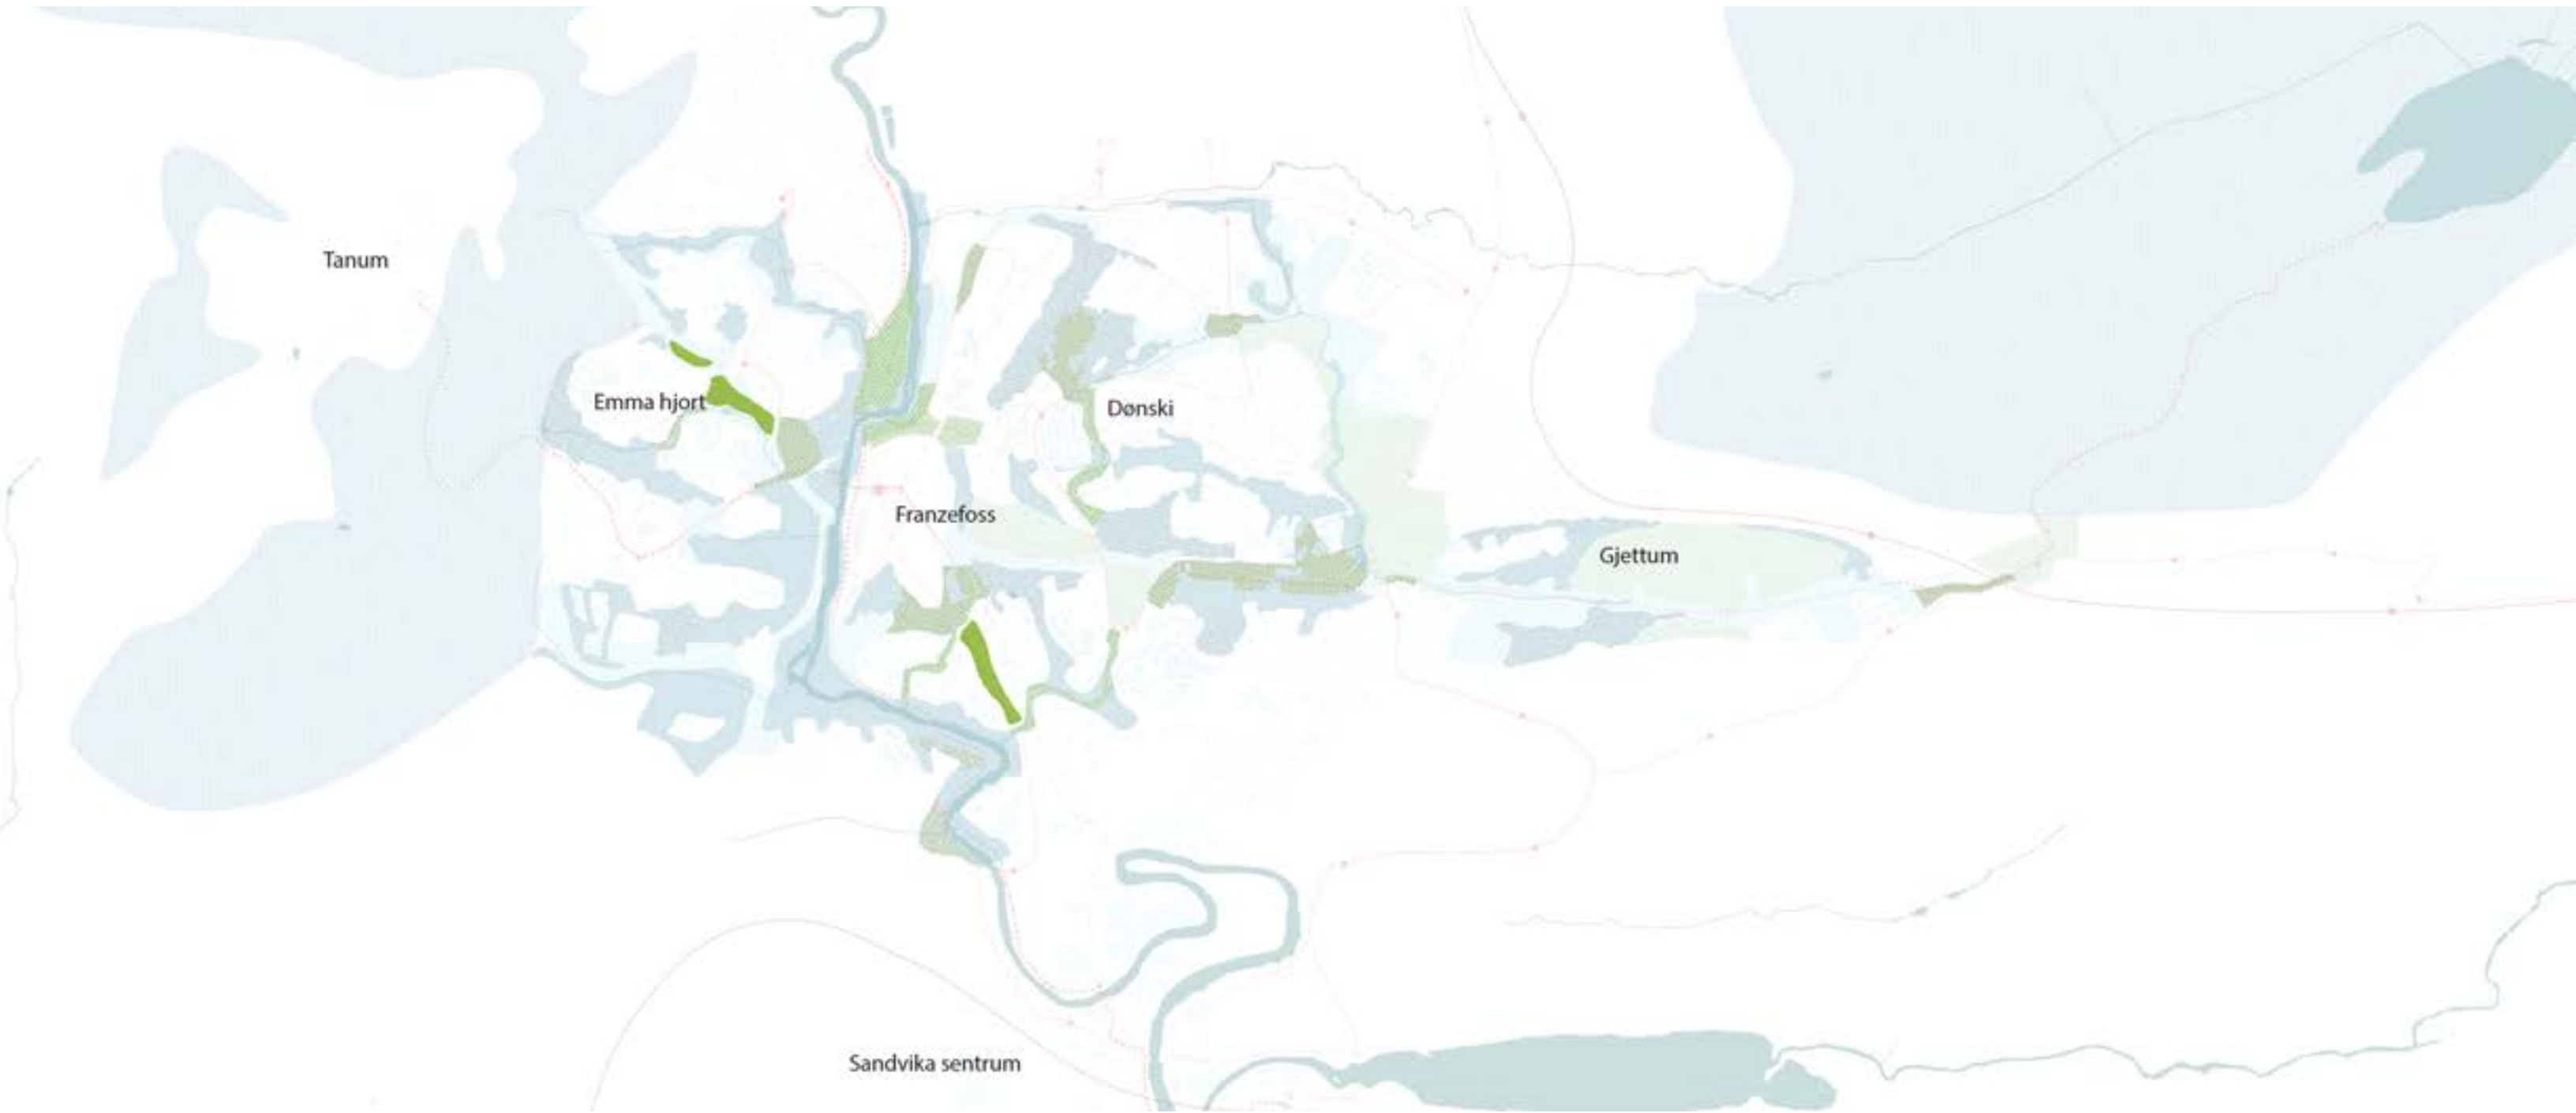 Tanum
Emma hjort
Dønski
Franzefoss
Gjettum
Sandvika sentrum